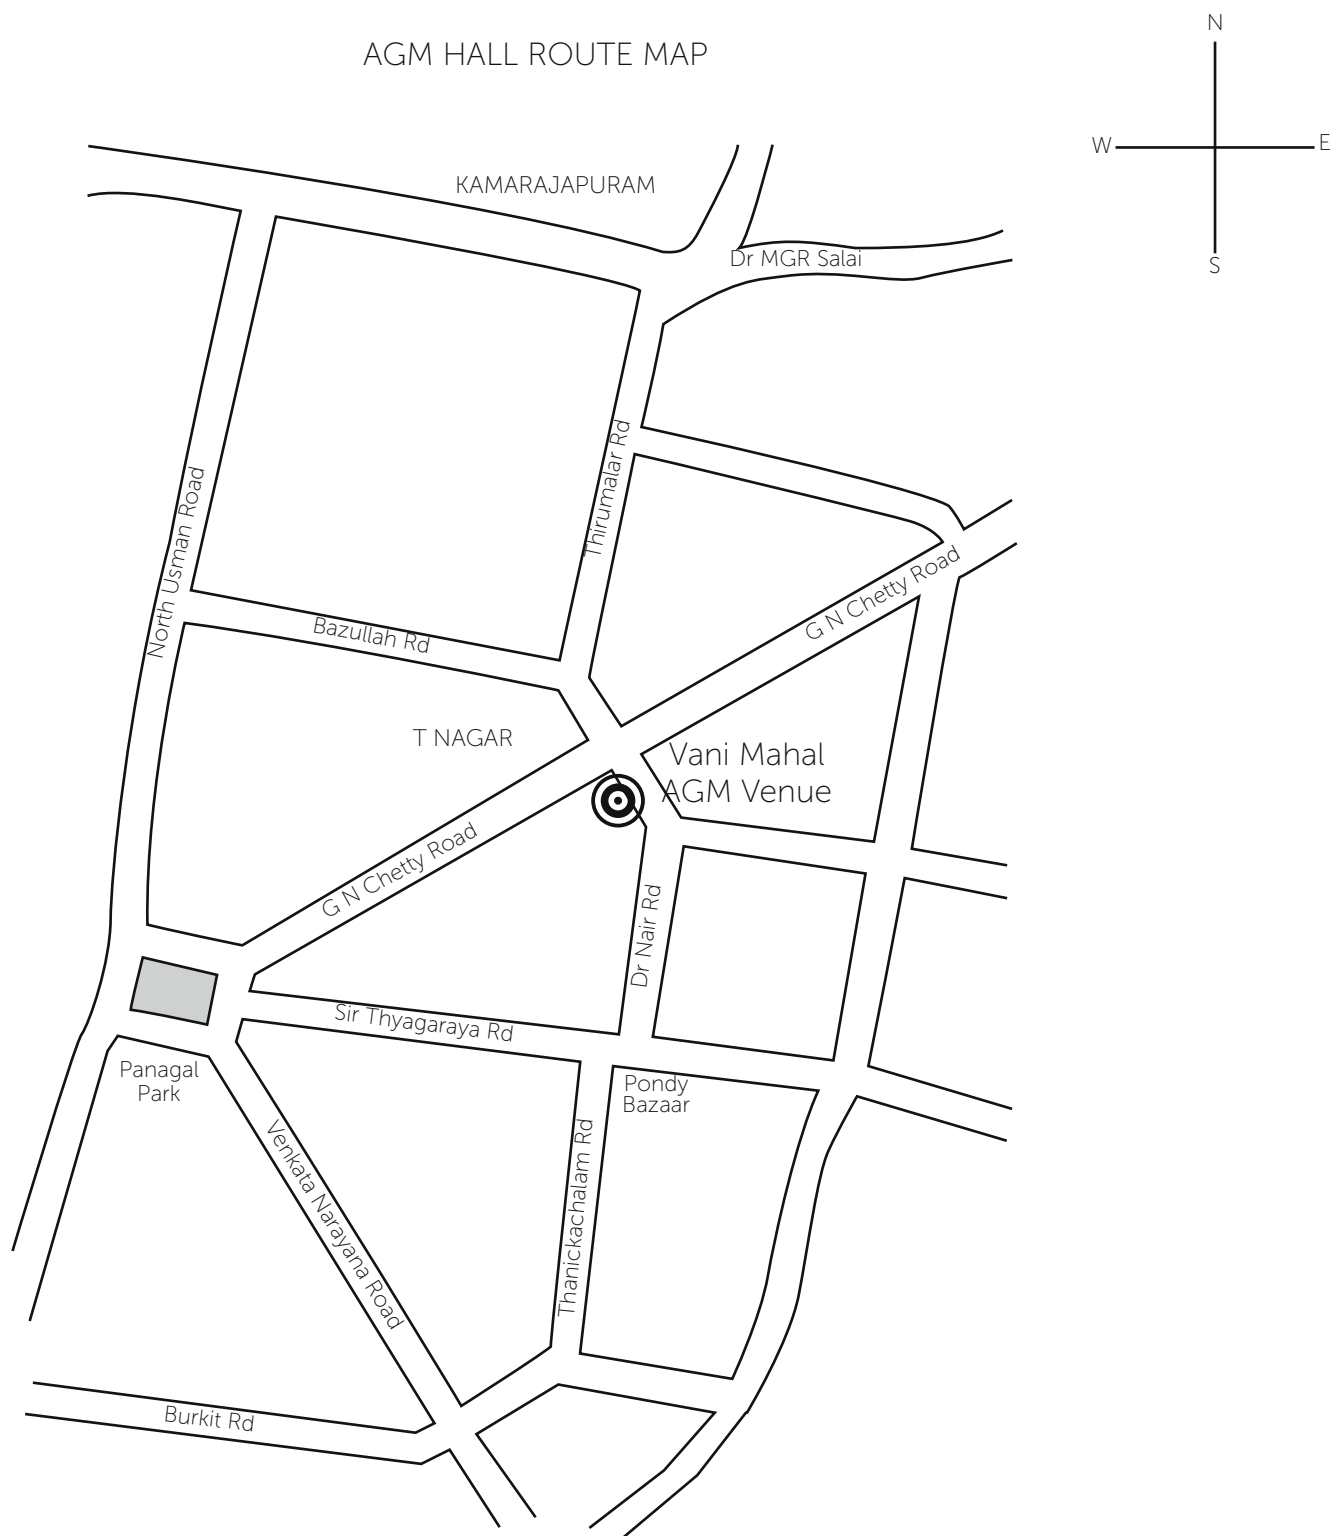 N
AGM HALL ROUTE MAP
W
E
KAMARAJAPURAM
Dr MGR Salai
S
Thirumalar Rd
North Usman Road
G N Chetty Road
Bazullah Rd
T NAGAR
Vani Mahal
AGM Venue
G N Chetty Road
Dr Nair Rd
Sir Thyagaraya Rd
Panagal
Park
Pondy
Bazaar
Venkata Narayana Road
Thanickachalam Rd
Burkit Rd